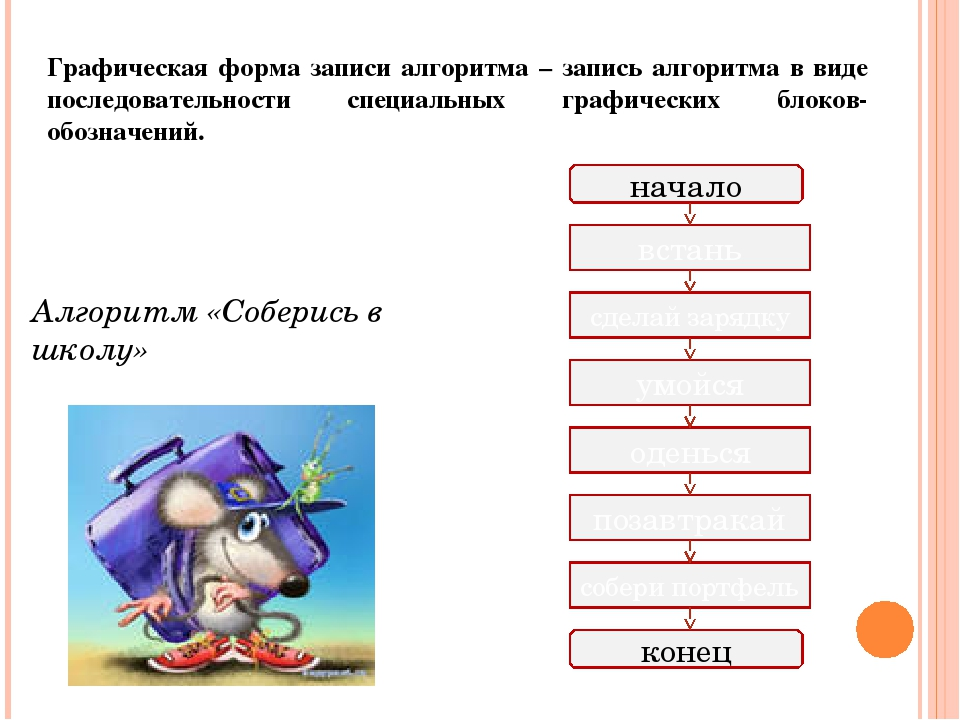 Графическая форма записи алгоритма – запись алгоритма в виде
последовательности специальных графических блоков-
обозначений.
Алгоритм «Соберись в
школу»
начало
встань
сделай зарядку
умойся
оденься
позавтракай
собери портфель
конец